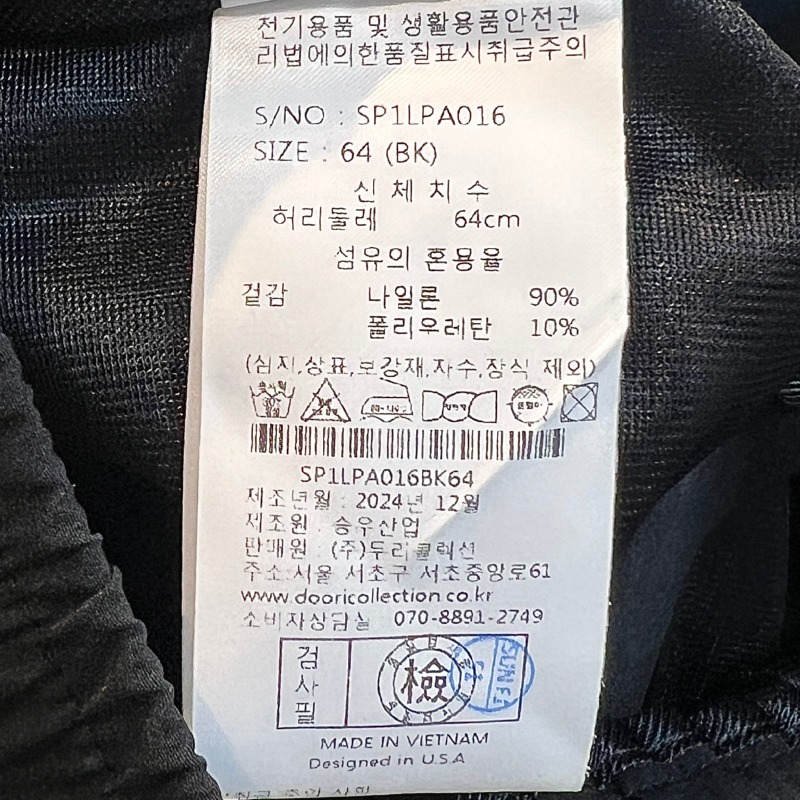 전기용품 및 생활용품안전관
리법에의한품질표시취급주의
S/NO : SP1LPA016
SIZE : 64 (BK)
신 체 치 수
허리둘레 64cm
섬유의 혼용율
겉감 나일론 90%
폴리우레탄 10%
(심지,상표,보강재,자수,장식 제외)
SP1LPA016BK64
제조년월 : 2024년 12월
제조원 : 승우산업
판매원 : (주)두리콜렉션
주소:서울 서초구 서초중앙로61
www.dooricollection.co.kr
소비자상담실 070-8891-2749
검
사
필
檢
MADE IN VIETNAM
Designed in U.S.A